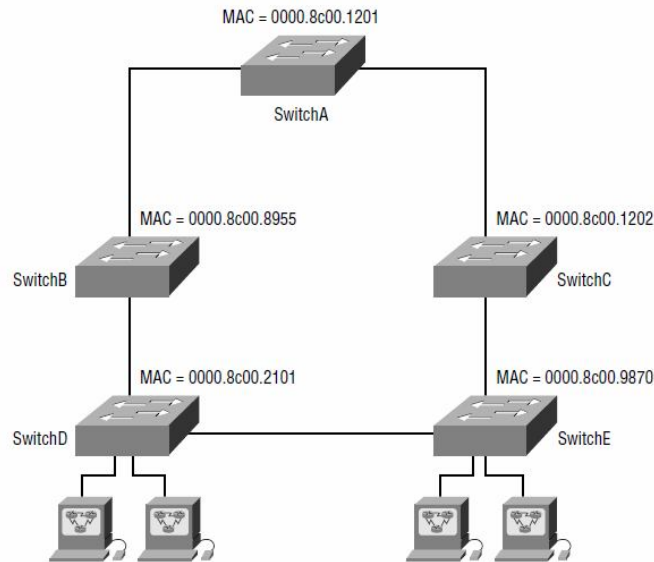 MAC = 0000.8c00.1201
SwitchA
MAC = 0000.8c00.8955
MAC = 0000.8c00.1202
SwitchB
SwitchC
MAC = 0000.8c00.2101
MAC = 0000.8c00.9870
SwitchD
SwitchE